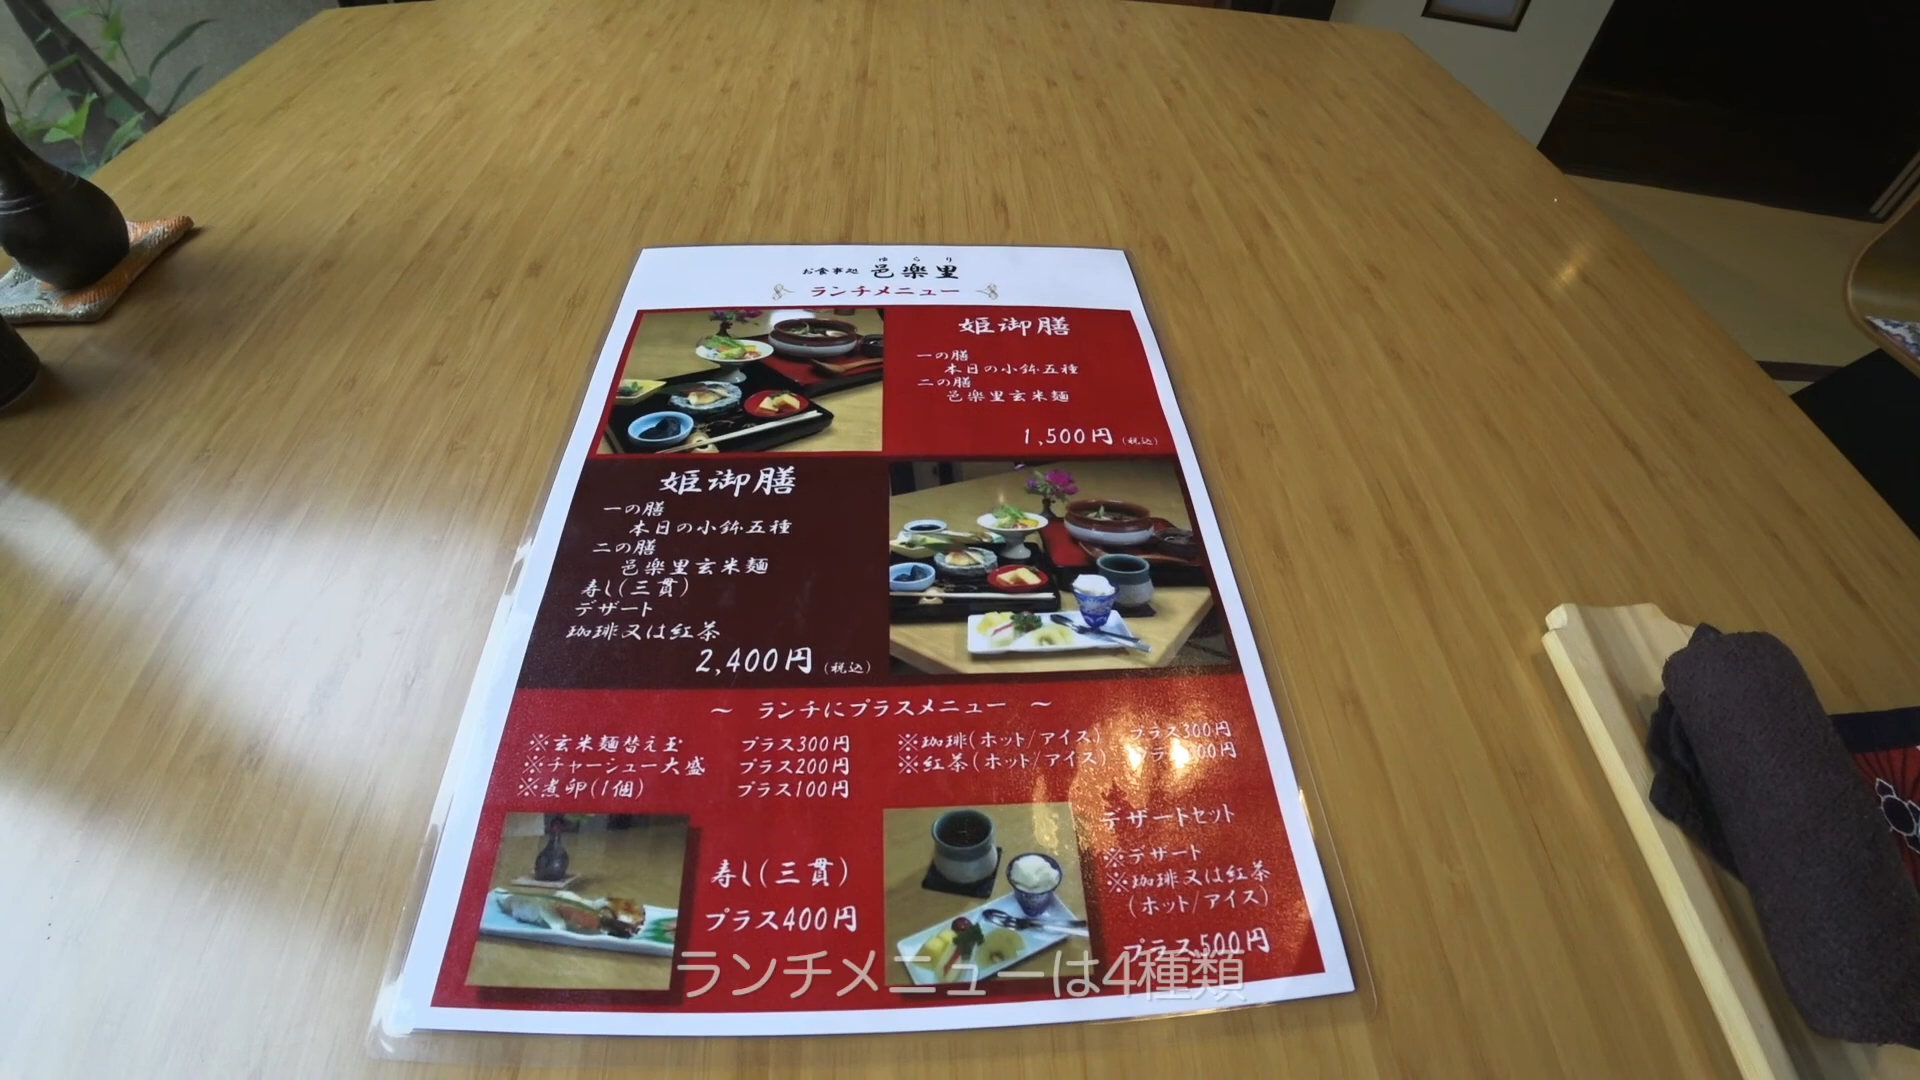 ゆらり
お食事処 邑楽里
ランチメニュー
姫御膳
一の膳
本日の小鉢五種
二の膳
邑楽里玄米麺
1,500円(税込)
姫御膳
一の膳
本日の小鉢五種
二の膳
邑楽里玄米麺
寿し(三貫)
デザート
珈琲又は紅茶
2,400円(税込)
～ ランチにプラスメニュー ～
※玄米麺替え玉 プラス300円
※チャーシュー大盛 プラス200円
※煮卵(1個) プラス100円
※珈琲(ホット/アイス) プラス300円
※紅茶(ホット/アイス)
寿し(三貫)
プラス400円
デザートセット
※デザート
※珈琲又は紅茶
(ホット/アイス)
プラス500円
ランチメニューは4種類